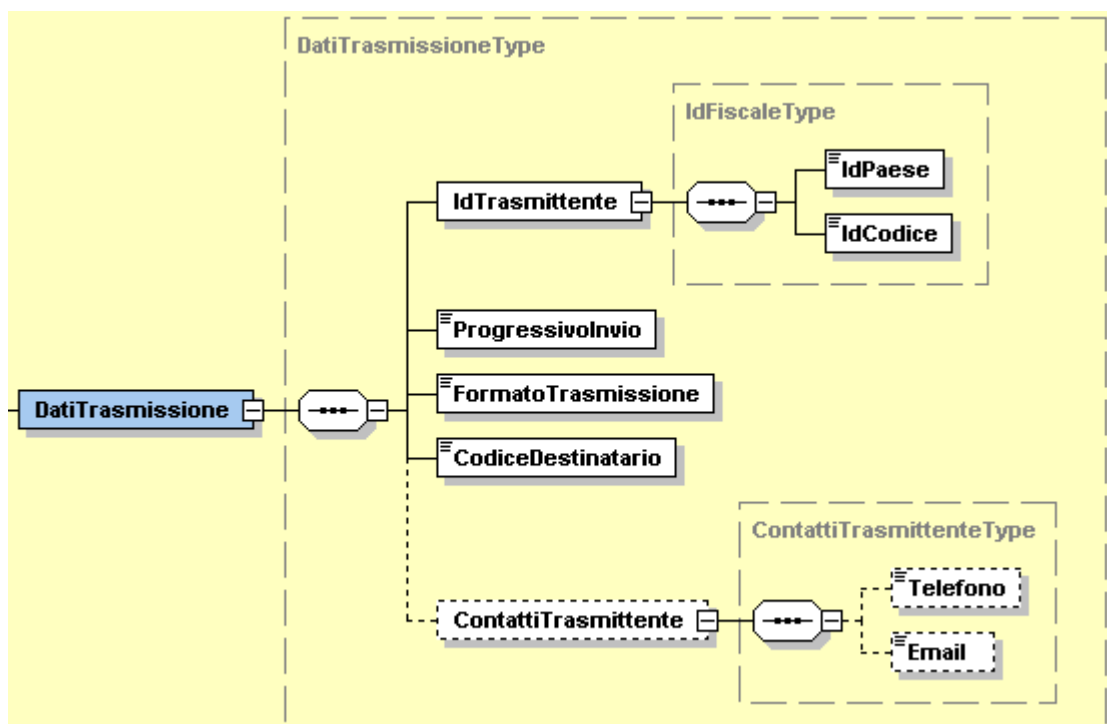 DatiTrasmissioneType
IdFiscaleType
IdPaese
IdTrasmittente
IdCodice
ProgressivoInvio
FormatoTrasmissione
DatiTrasmissione
CodiceDestinatario
ContattiTrasmittenteType
Telefono
ContattiTrasmittente
Email